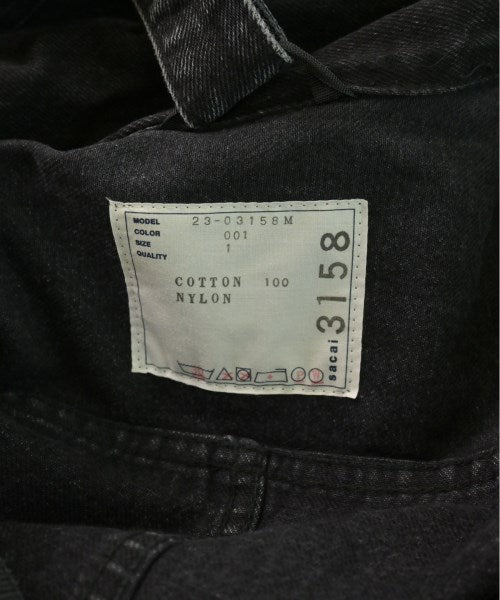 MODEL 23-03158M
COLOR 001
SIZE 1
QUALITY
COTTON 100
NYLON
sacai 3158